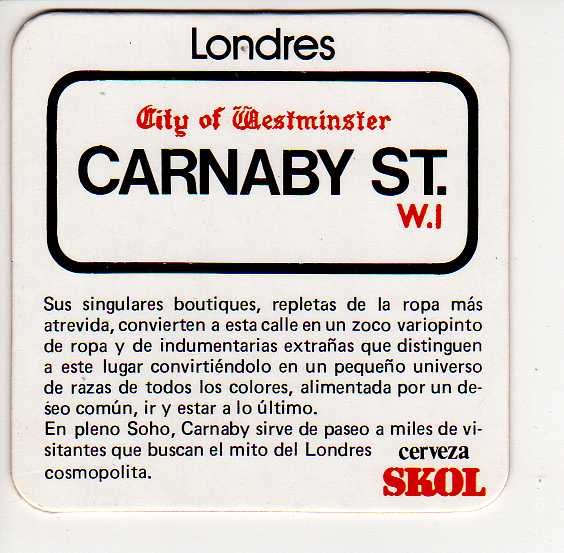 Londres
City of Westminster
CARNABY ST.
W.1
Sus singulares boutiques, repletas de la ropa más
atrevida, convierten a esta calle en un zoco variopinto
de ropa y de indumentarias extrañas que distinguen
a este lugar convirtiéndolo en un pequeño universo
de razas de todos los colores, alimentada por un de-
seo común, ir y estar a lo último.
En pleno Soho, Carnaby sirve de paseo a miles de vi-
sitantes que buscan el mito del Londres
cosmopolita.
cerveza
SKOL